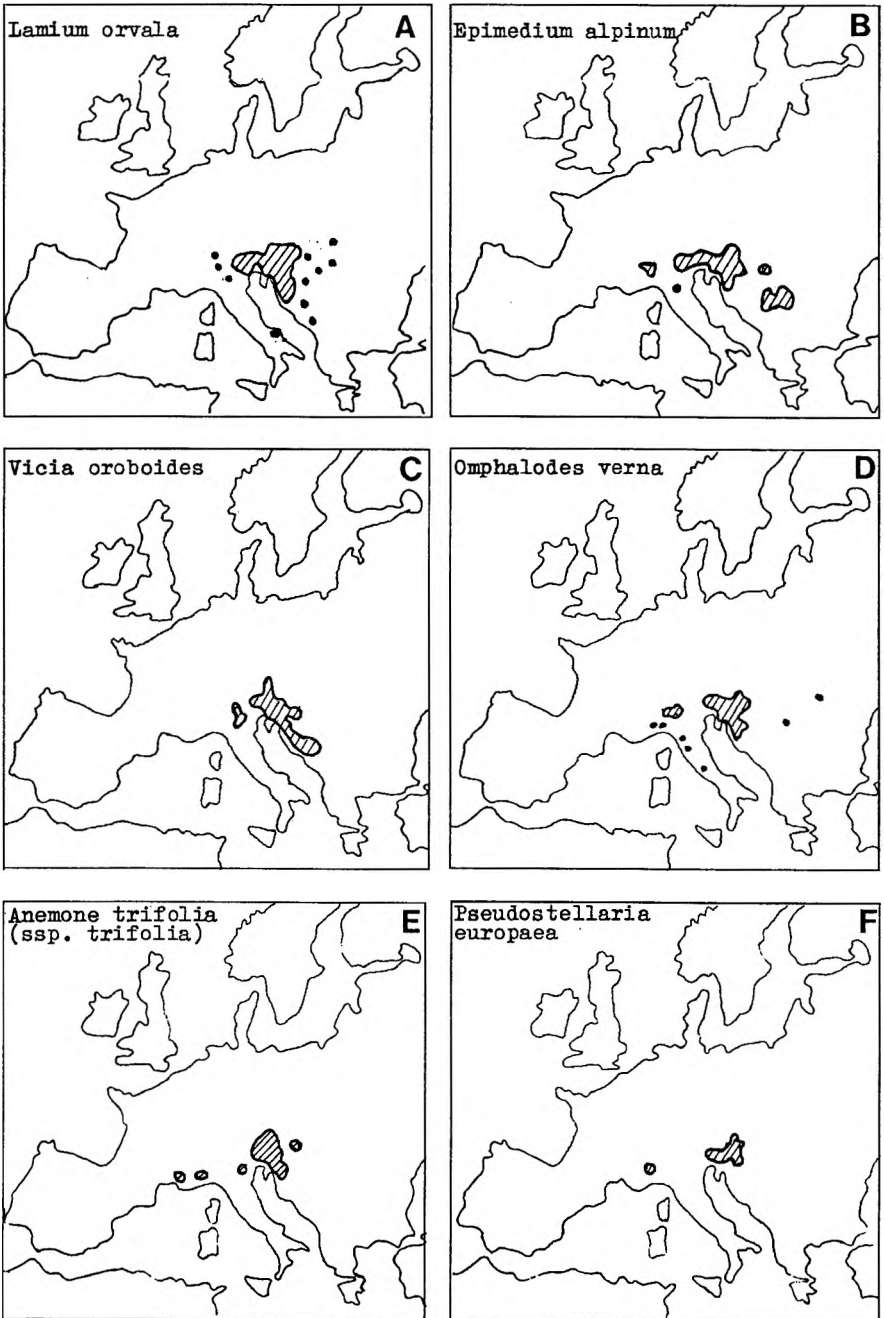 Lamium orvala A
Epimedium alpinum B
Vicia oroboides C
Omphalodes verna D
Anemone trifolia E
(ssp. trifolia)
Pseudostellaria F
europaea